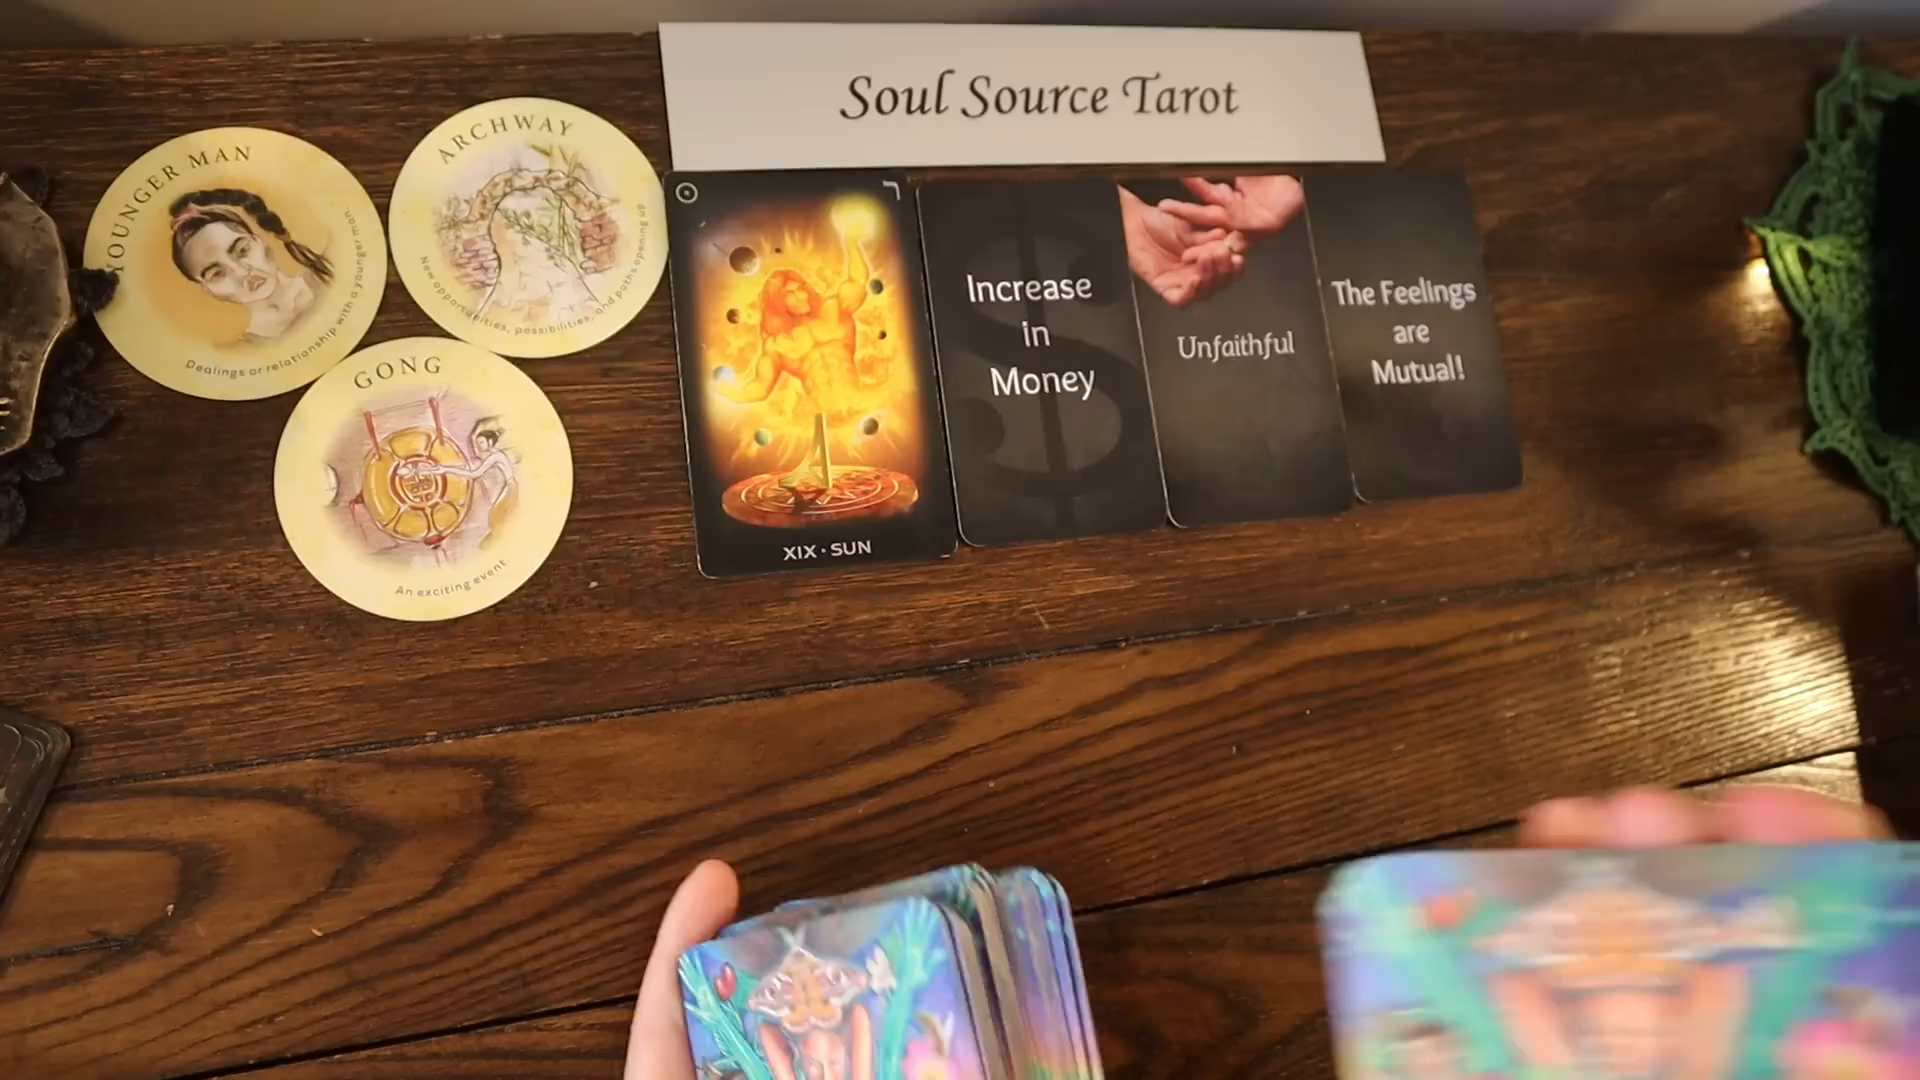 Soul Source Tarot
YOUNGER MAN
Dealings or relationship with a younger man.
ARCHWAY
New opportunities, possibilities, and paths opening up.
GONG
An exciting event.
XIX • SUN
Increase
in
Money
Unfaithful
The Feelings
are
Mutual!